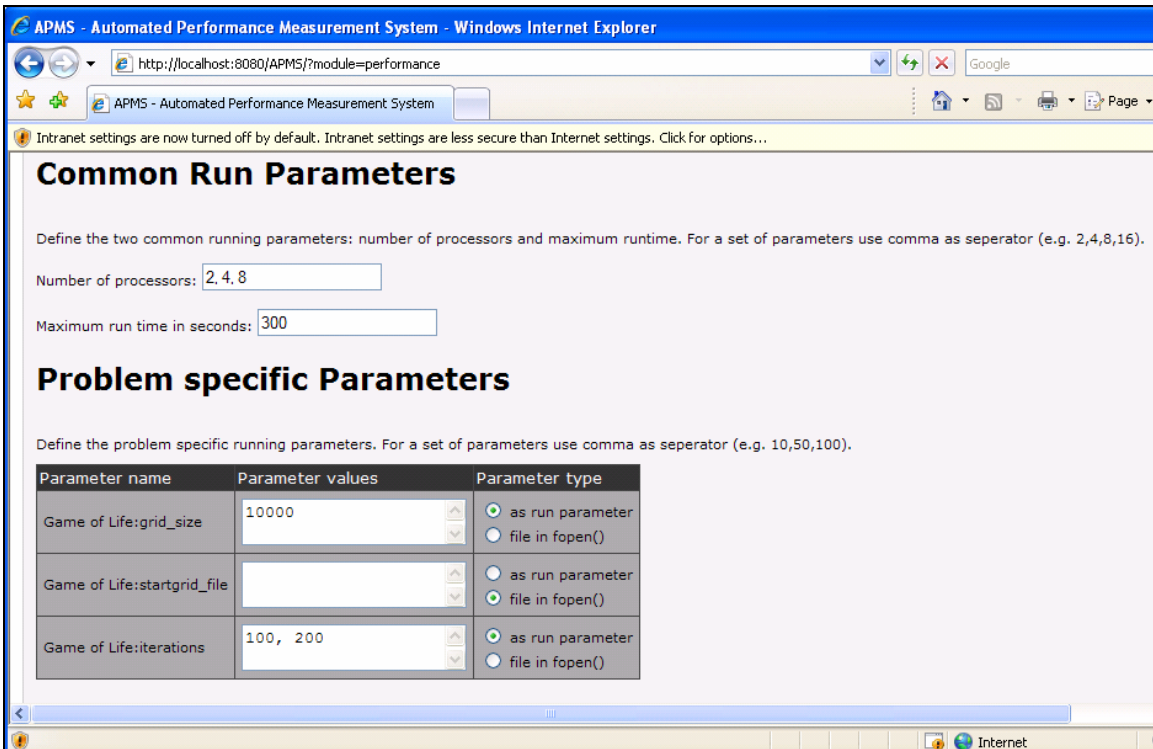 APMS - Automated Performance Measurement System - Windows Internet Explorer
http://localhost:8080/APMS/?module=performance
Google
APMS - Automated Performance Measurement System
Page
Intranet settings are now turned off by default. Intranet settings are less secure than Internet settings. Click for options...
Common Run Parameters
Define the two common running parameters: number of processors and maximum runtime. For a set of parameters use comma as seperator (e.g. 2,4,8,16).
Number of processors: 2, 4, 8
Maximum run time in seconds: 300
Problem specific Parameters
Define the problem specific running parameters. For a set of parameters use comma as seperator (e.g. 10,50,100).
Parameter name Parameter values Parameter type
Game of Life:grid_size 10000 as run parameter
file in fopen()
Game of Life:startgrid_file as run parameter
file in fopen()
Game of Life:iterations 100, 200 as run parameter
file in fopen()
Internet